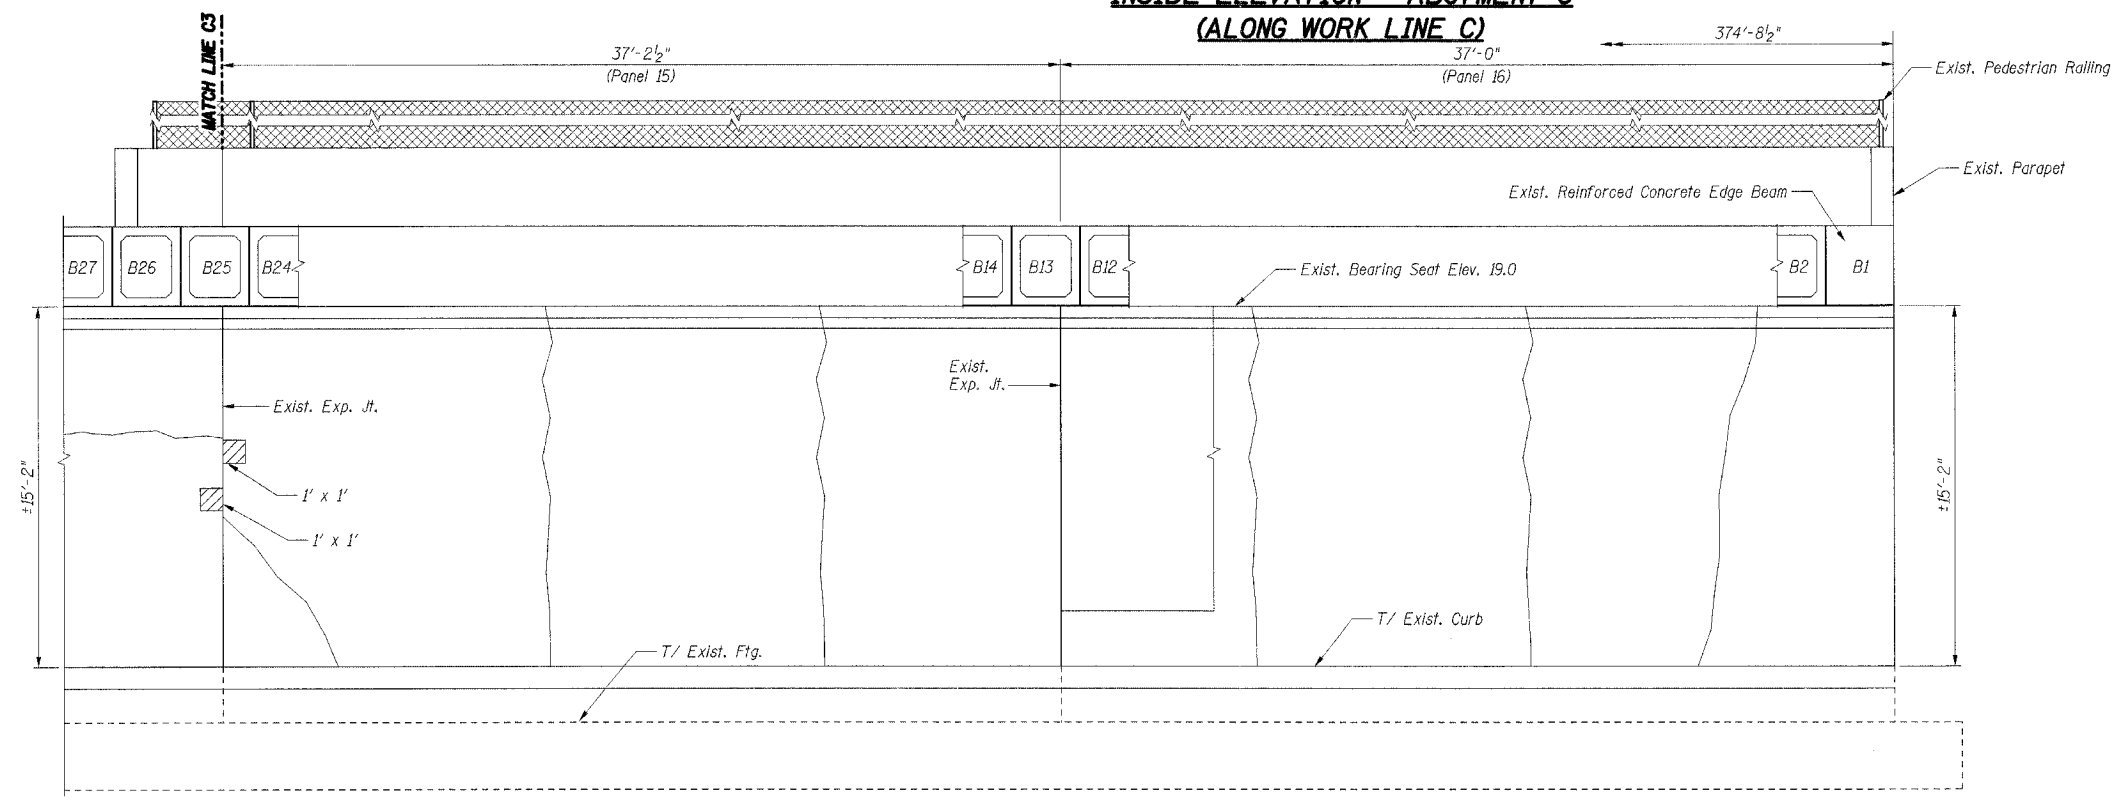 INSIDE ELEVATION - ABUTMENT C
(ALONG WORK LINE C)
MATCH LINE C3
37'-2½"
(Panel 15)
37'-0"
(Panel 16)
374'-8½"
Exist. Pedestrian Railing
Exist. Parapet
Exist. Reinforced Concrete Edge Beam
B27
B26
B25
B24
B14
B13
B12
B2
B1
Exist. Bearing Seat Elev. 19.0
Exist.
Exp. Jt.
Exist. Exp. Jt.
±15'-2"
1' x 1'
1' x 1'
±15'-2"
T/ Exist. Curb
T/ Exist. Ftg.